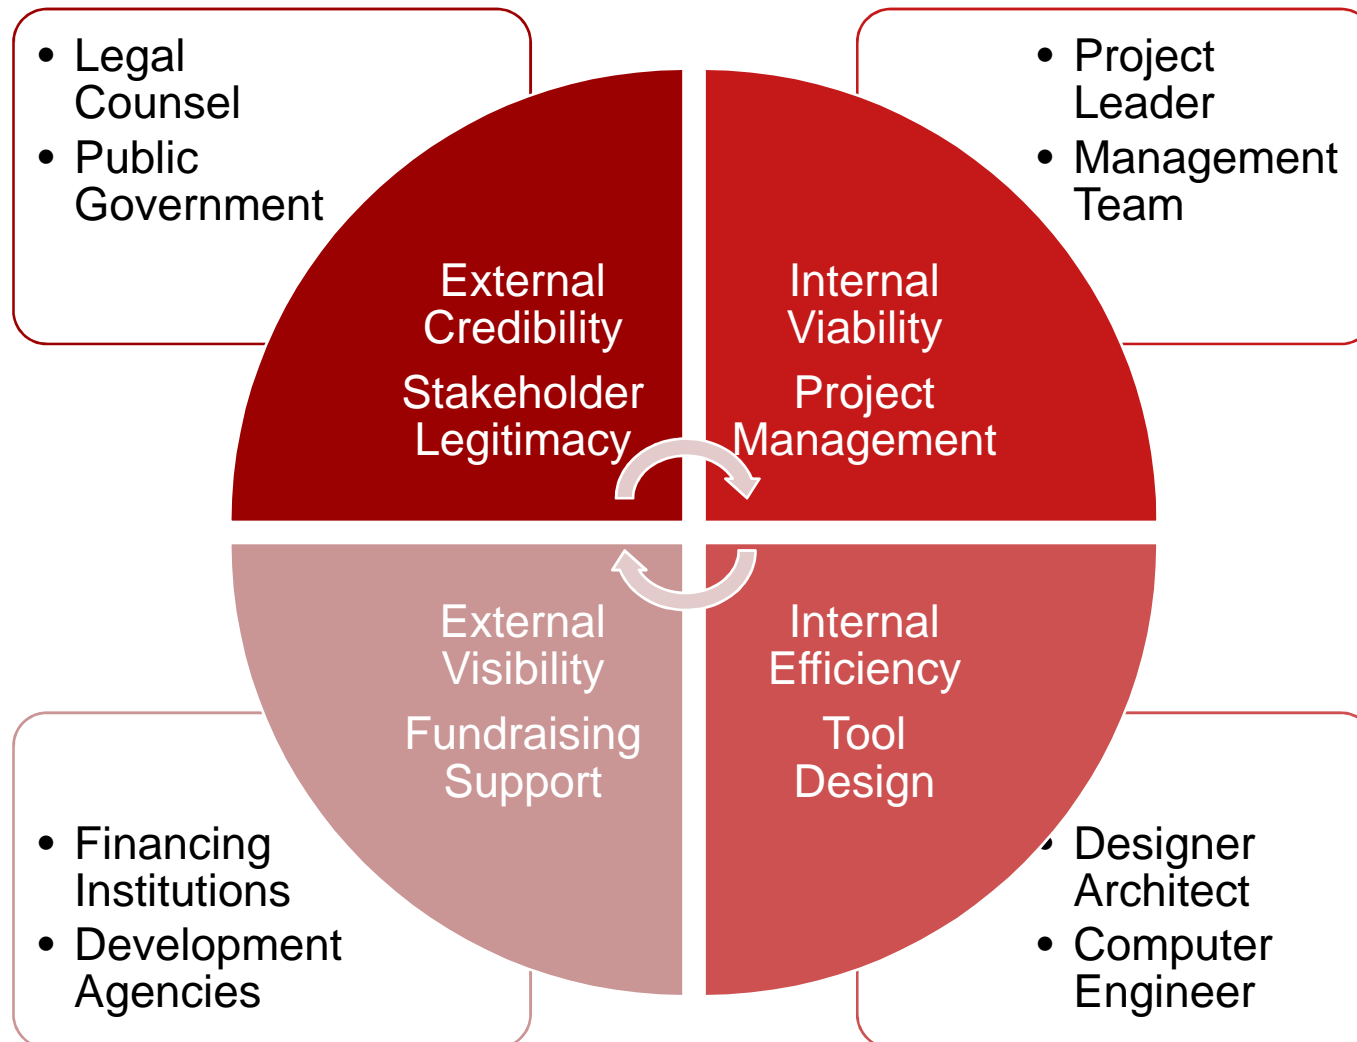 • Legal
Counsel
• Public
Government
• Project
Leader
• Management
Team
External
Credibility
Stakeholder
Legitimacy
Internal
Viability
Project
Management
External
Visibility
Fundraising
Support
Internal
Efficiency
Tool
Design
• Financing
Institutions
• Development
Agencies
• Designer
Architect
• Computer
Engineer